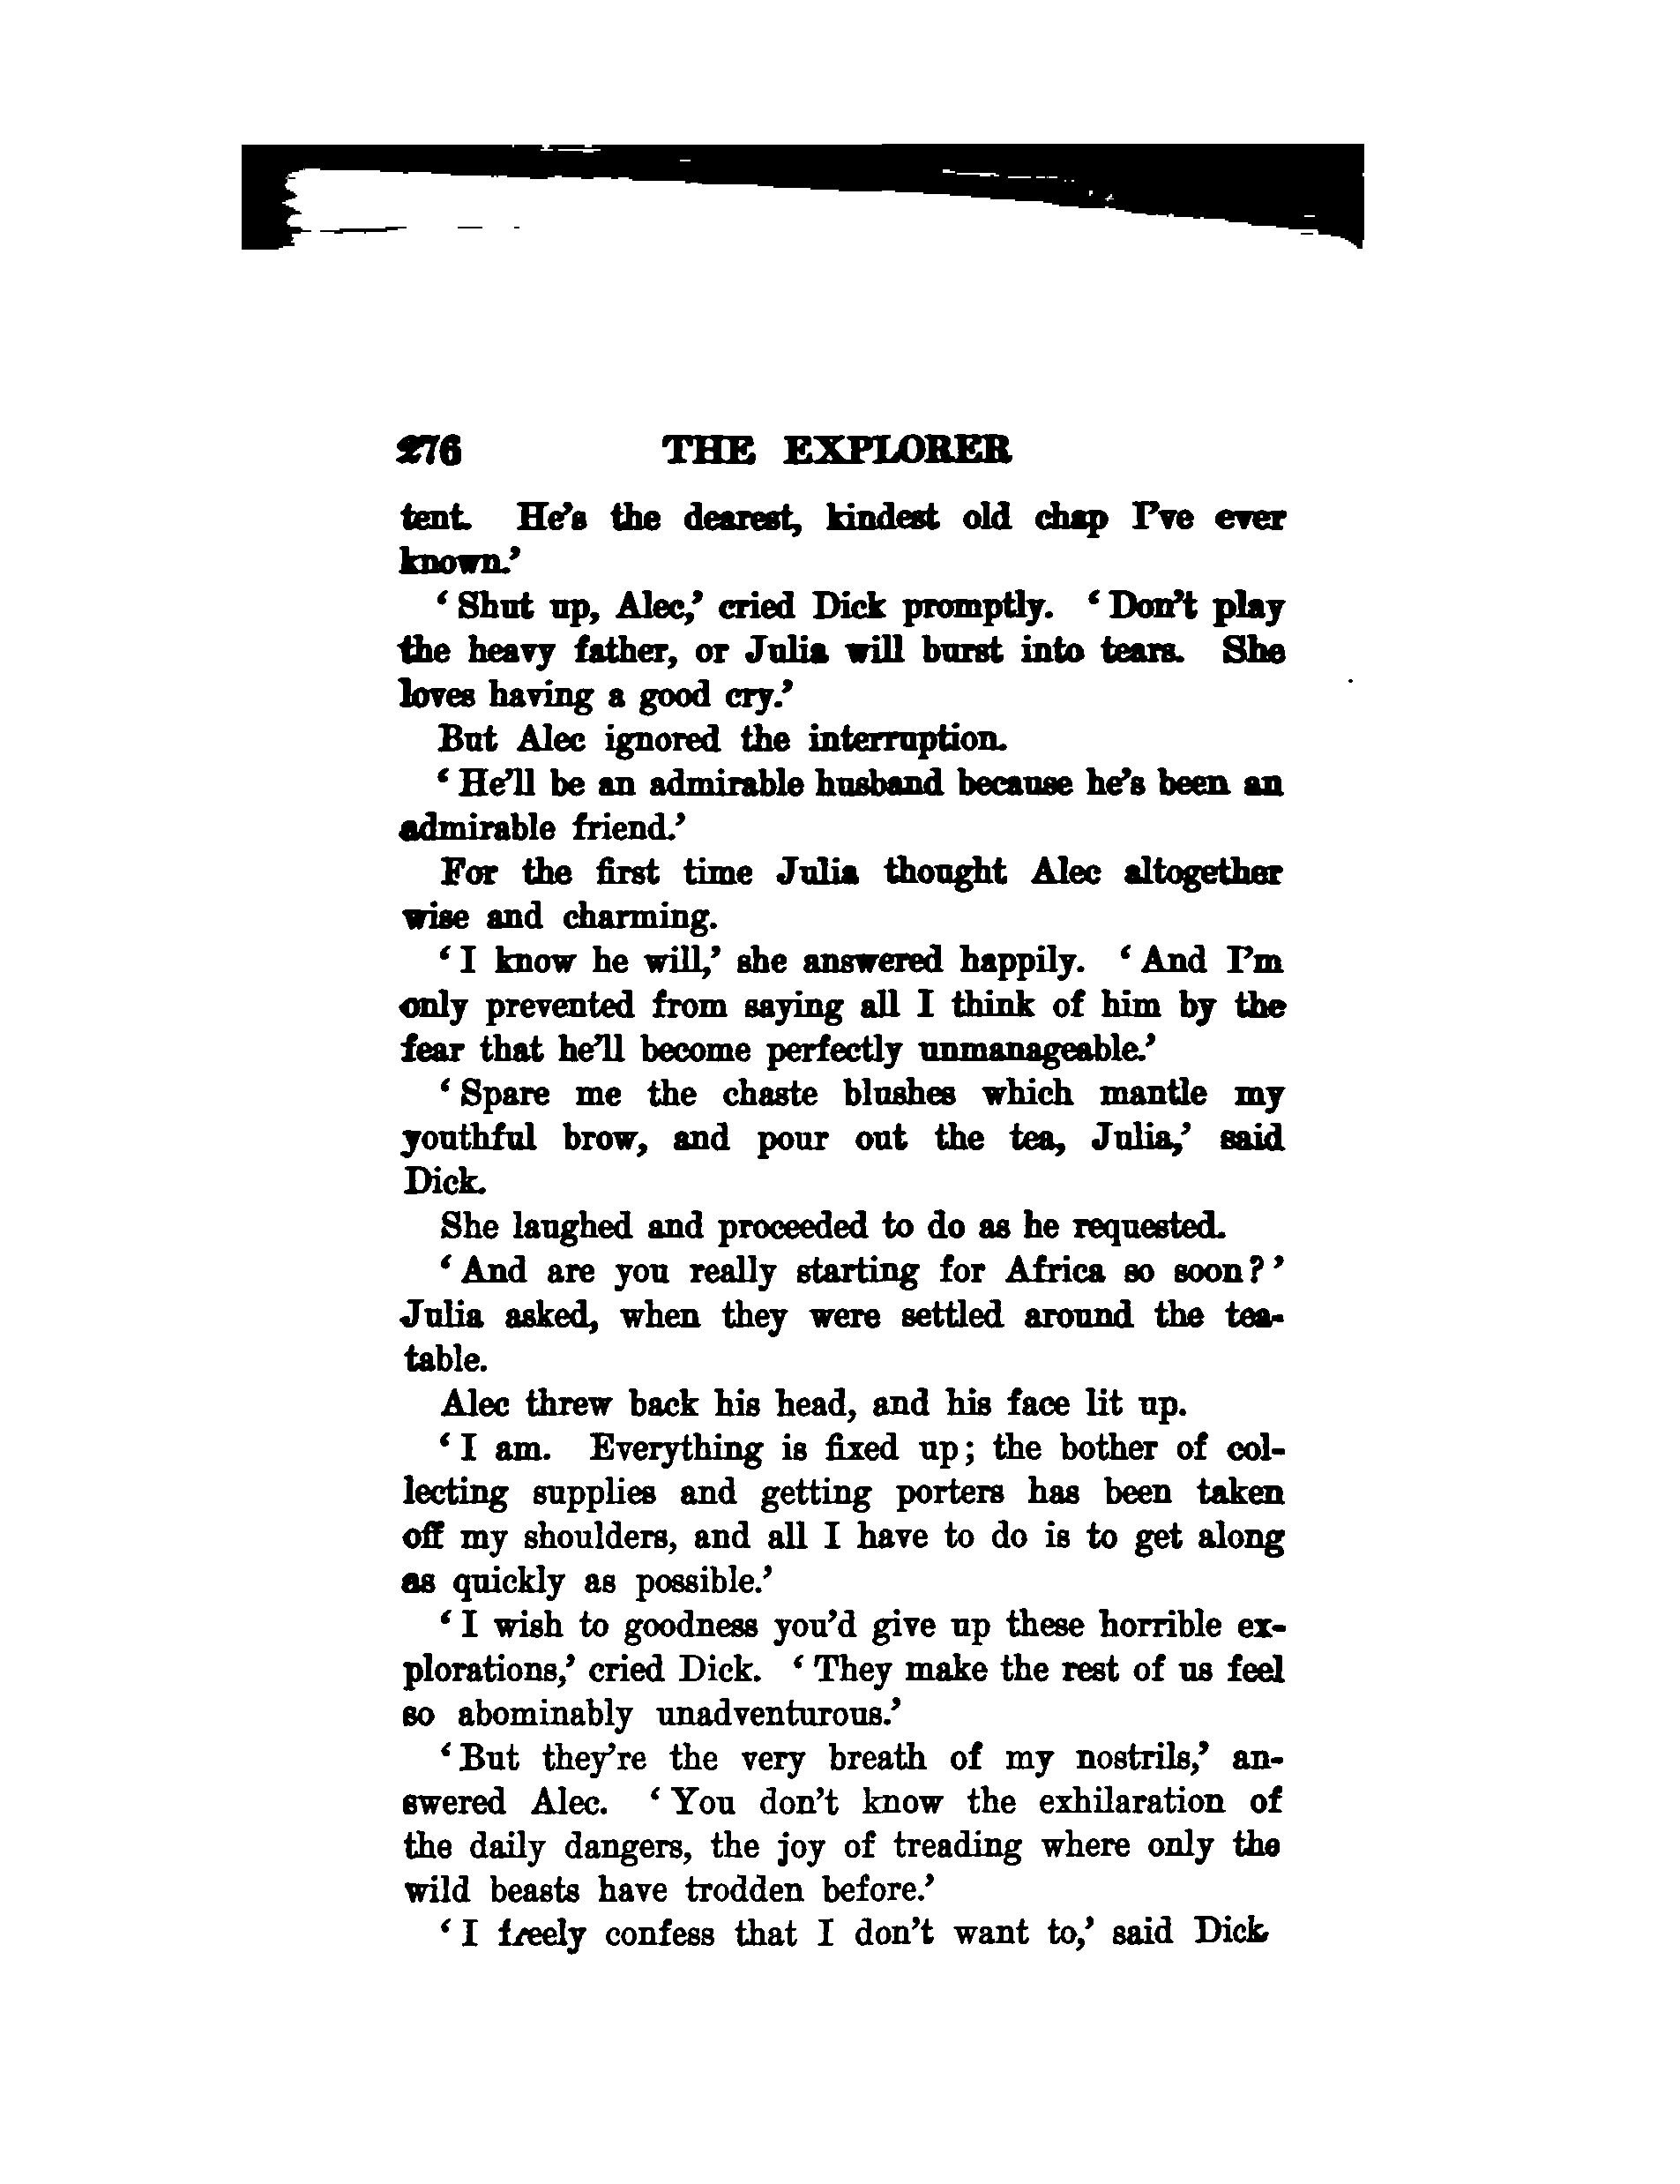 276 THE EXPLORER
tent. He's the dearest, kindest old chap I've ever
known.'
‘Shut up, Alec,’ cried Dick promptly. ‘Don't play
the heavy father, or Julia will burst into tears. She
loves having a good cry.’
But Alec ignored the interruption.
‘He'll be an admirable husband because he's been an
admirable friend.’
For the first time Julia thought Alec altogether
wise and charming.
‘I know he will,’ she answered happily. ‘And I'm
only prevented from saying all I think of him by the
fear that he'll become perfectly unmanageable.’
‘Spare me the chaste blushes which mantle my
youthful brow, and pour out the tea, Julia,’ said
Dick.
She laughed and proceeded to do as he requested.
‘And are you really starting for Africa so soon?’
Julia asked, when they were settled around the tea-
table.
Alec threw back his head, and his face lit up.
‘I am. Everything is fixed up; the bother of col-
lecting supplies and getting porters has been taken
off my shoulders, and all I have to do is to get along
as quickly as possible.’
‘I wish to goodness you'd give up these horrible ex-
plorations,’ cried Dick. ‘They make the rest of us feel
so abominably unadventurous.’
‘But they're the very breath of my nostrils,’ an-
swered Alec. ‘You don't know the exhilaration of
the daily dangers, the joy of treading where only the
wild beasts have trodden before.’
‘I freely confess that I don't want to,’ said Dick